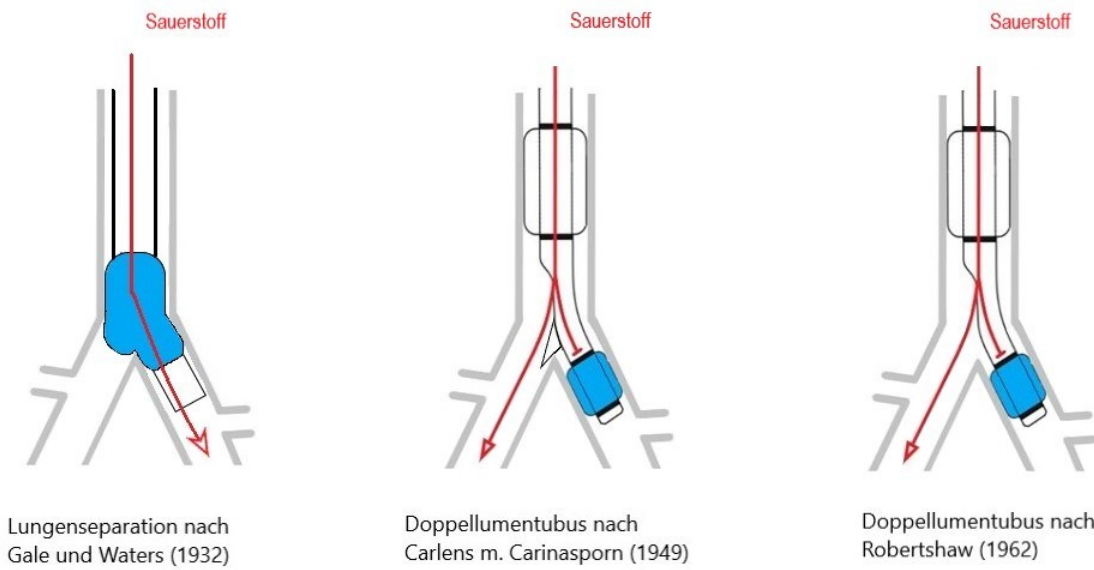 Sauerstoff
Sauerstoff
Sauerstoff
Lungenseparation nach
Gale und Waters (1932)
Doppellumentubus nach
Carlens m. Carinasporn (1949)
Doppellumentubus nach
Robertshaw (1962)